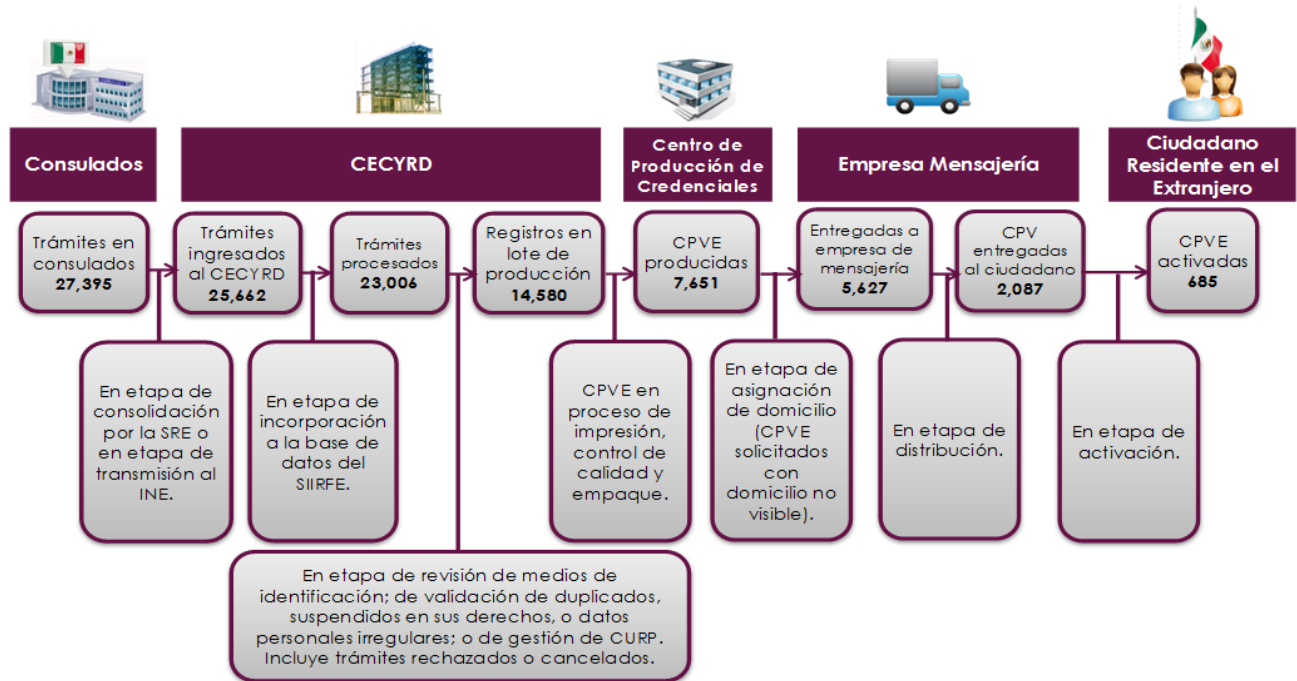 Consulados
CECYRD
Centro de
Producción de
Credenciales
Empresa Mensajería
Ciudadano
Residente en el
Extranjero
Trámites en
consulados
27,395
Trámites
ingresados
al CECYRD
25,662
Trámites
procesados
23,006
Registros en
lote de
producción
14,580
CPVE
producidas
7,651
Entregadas a
empresa de
mensajería
5,627
CPV
entregadas
al ciudadano
2,087
CPVE
activadas
685
En etapa de
consolidación
por la SRE o
en etapa de
transmisión al
INE.
En etapa de
incorporación
a la base de
datos del
SIIRFE.
CPVE en
proceso de
impresión,
control de
calidad y
empaque.
En etapa de
asignación
de domicilio
(CPVE
solicitados
con
domicilio no
visible).
En etapa de
distribución.
En etapa de
activación.
En etapa de revisión de medios de
identificación; de validación de duplicados,
suspendidos en sus derechos, o datos
personales irregulares; o de gestión de CURP.
Incluye trámites rechazados o cancelados.